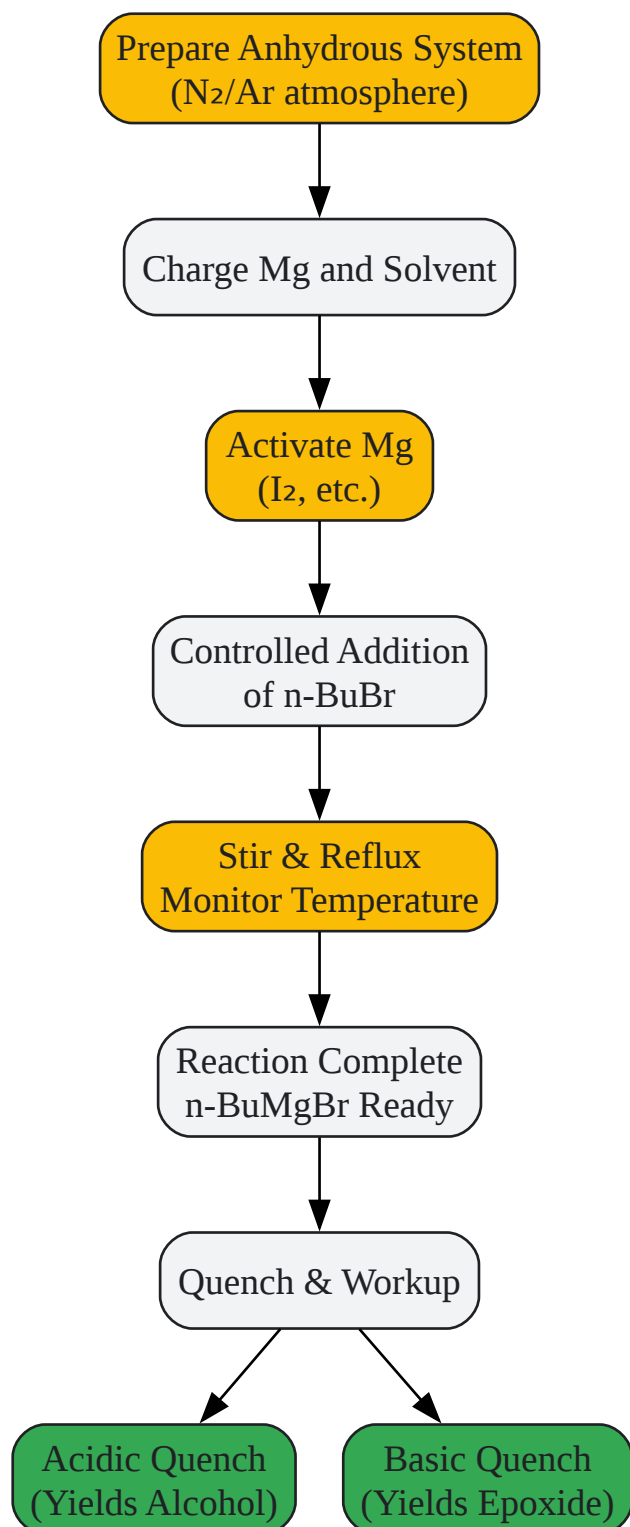 Prepare Anhydrous System
(N₂/Ar atmosphere)
Charge Mg and Solvent
Activate Mg
(I₂, etc.)
Controlled Addition
of n-BuBr
Stir & Reflux
Monitor Temperature
Reaction Complete
n-BuMgBr Ready
Quench & Workup
Acidic Quench
(Yields Alcohol)
Basic Quench
(Yields Epoxide)